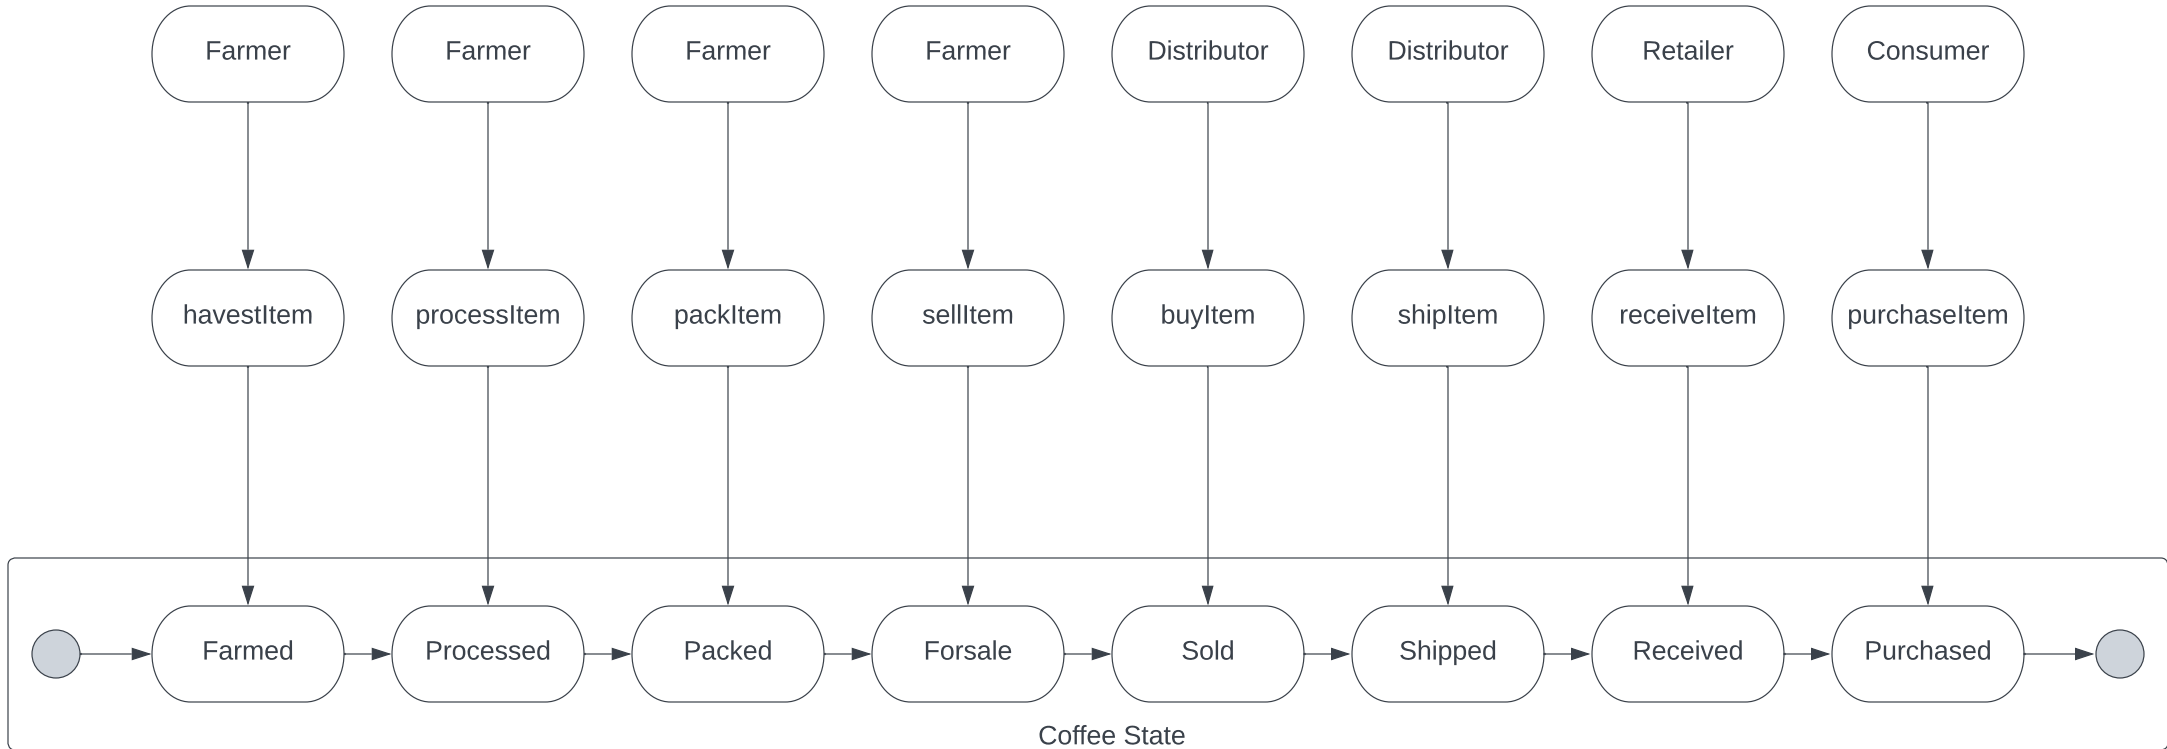 Farmer
Farmer
Farmer
Farmer
Distributor
Distributor
Retailer
Consumer
havestItem
processItem
packItem
sellItem
buyItem
shipItem
receiveItem
purchaseItem
Farmed
Processed
Packed
Forsale
Sold
Shipped
Received
Purchased
Coffee State